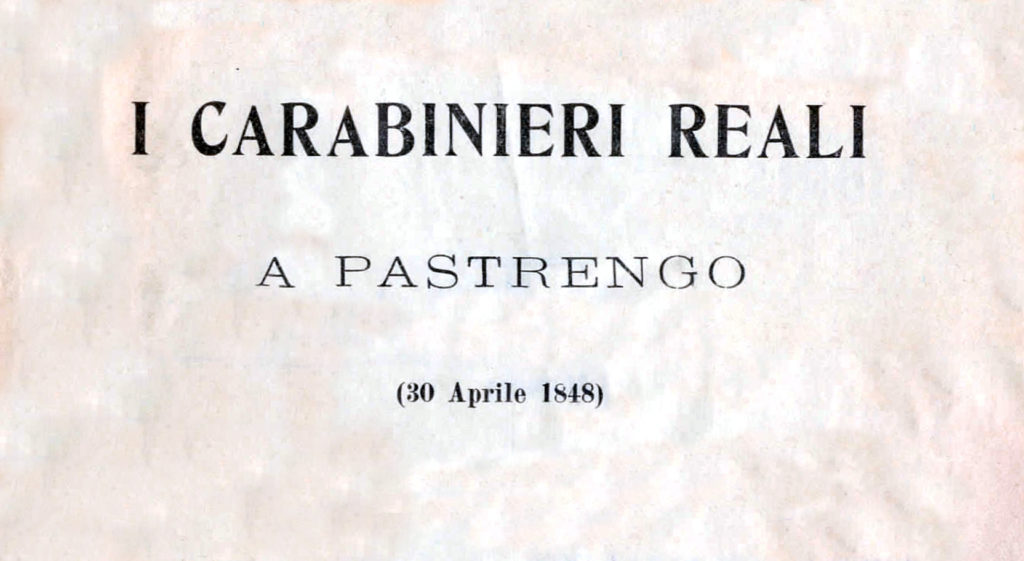 I CARABINIERI REALI
A PASTRENGO
(30 Aprile 1848)